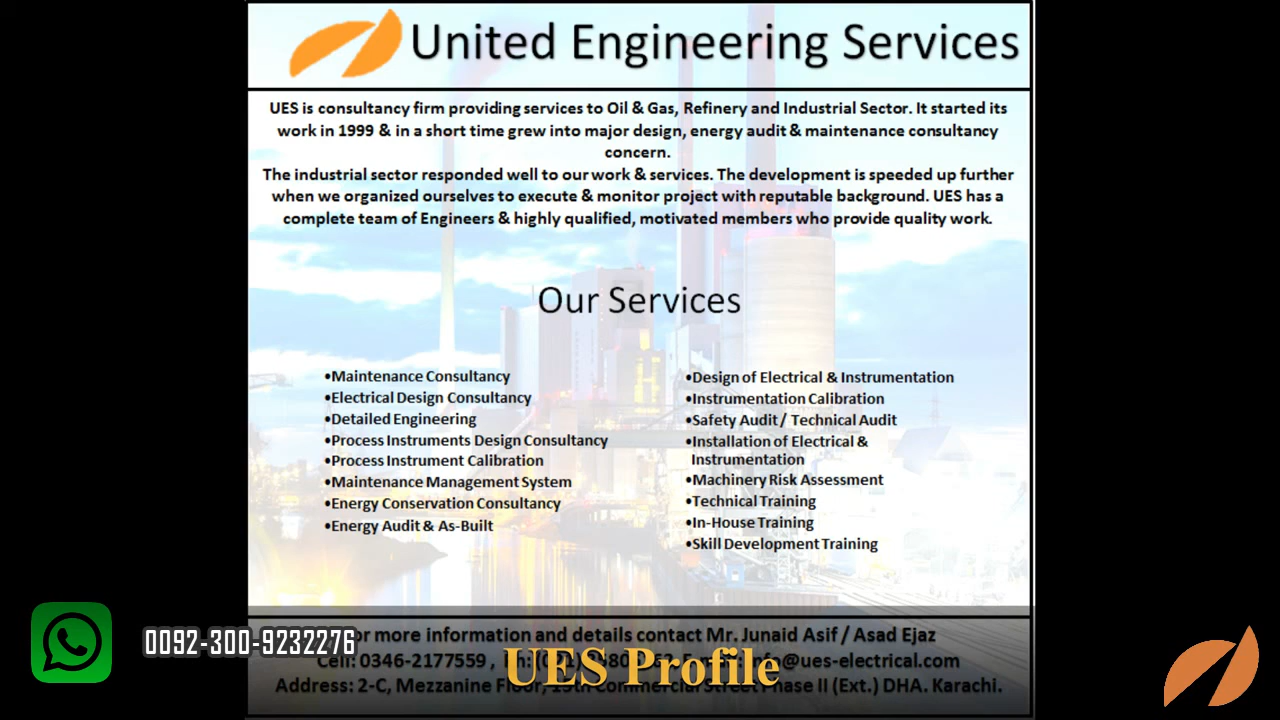 United Engineering Services
UES is consultancy firm providing services to Oil & Gas, Refinery and Industrial Sector. It started its
work in 1999 & in a short time grew into major design, energy audit & maintenance consultancy
concern.
The industrial sector responded well to our work & services. The development is speeded up further
when we organized ourselves to execute & monitor project with reputable background. UES has a
complete team of Engineers & highly qualified, motivated members who provide quality work.
Our Services
•Maintenance Consultancy
•Electrical Design Consultancy
•Detailed Engineering
•Process Instruments Design Consultancy
•Process Instrument Calibration
•Maintenance Management System
•Energy Conservation Consultancy
•Energy Audit & As-Built
•Design of Electrical & Instrumentation
•Instrumentation Calibration
•Safety Audit / Technical Audit
•Installation of Electrical &
Instrumentation
•Machinery Risk Assessment
•Technical Training
•In-House Training
•Skill Development Training
0092-300-9232276
more information and details contact Mr. Junaid Asif / Asad Ejaz
Cell: 0346-2177559 ,
UES Profile
Address: 2-C, Mezzanine Floor, 15th Commercial Street Phase II (Ext.) DHA. Karachi.